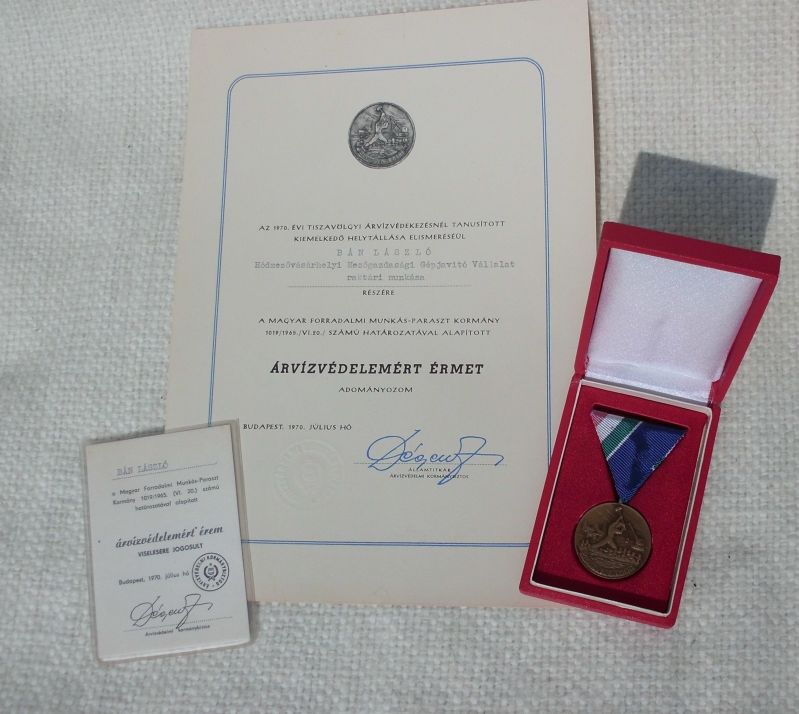 AZ 1970. ÉVI TISZAVÖLGYI ÁRVÍZVÉDEKEZÉSNÉL TANUSÍTOTT
KIEMELKEDŐ HELYTÁLLÁSA ELISMERÉSÉÜL
BÁN LÁSZLÓ
Hódmezővásárhelyi Mezőgazdasági Gépjavító Vállalat
raktári munkása
RÉSZÉRE
A MAGYAR FORRADALMI MUNKÁS-PARASZT KORMÁNY
1019/1965./VI.20./ SZÁMÚ HATÁROZATÁVAL ALAPÍTOTT
ÁRVÍZVÉDELEMÉRT ÉRMET
ADOMÁNYOZOM
BUDAPEST, 1970. JÚLIUS HÓ
ÁLLAMTITKÁR
ÁRVÍZVÉDELMI KORMÁNYBIZTOS
BÁN LÁSZLÓ
a Magyar Forradalmi Munkás-Paraszt
Kormány 1019/1965. (VI. 20.) számú
határozatával alapított
árvízvédelemért érem
VISELÉSÉRE JOGOSULT
Budapest, 1970. július hó
Árvízvédelmi kormánybiztos